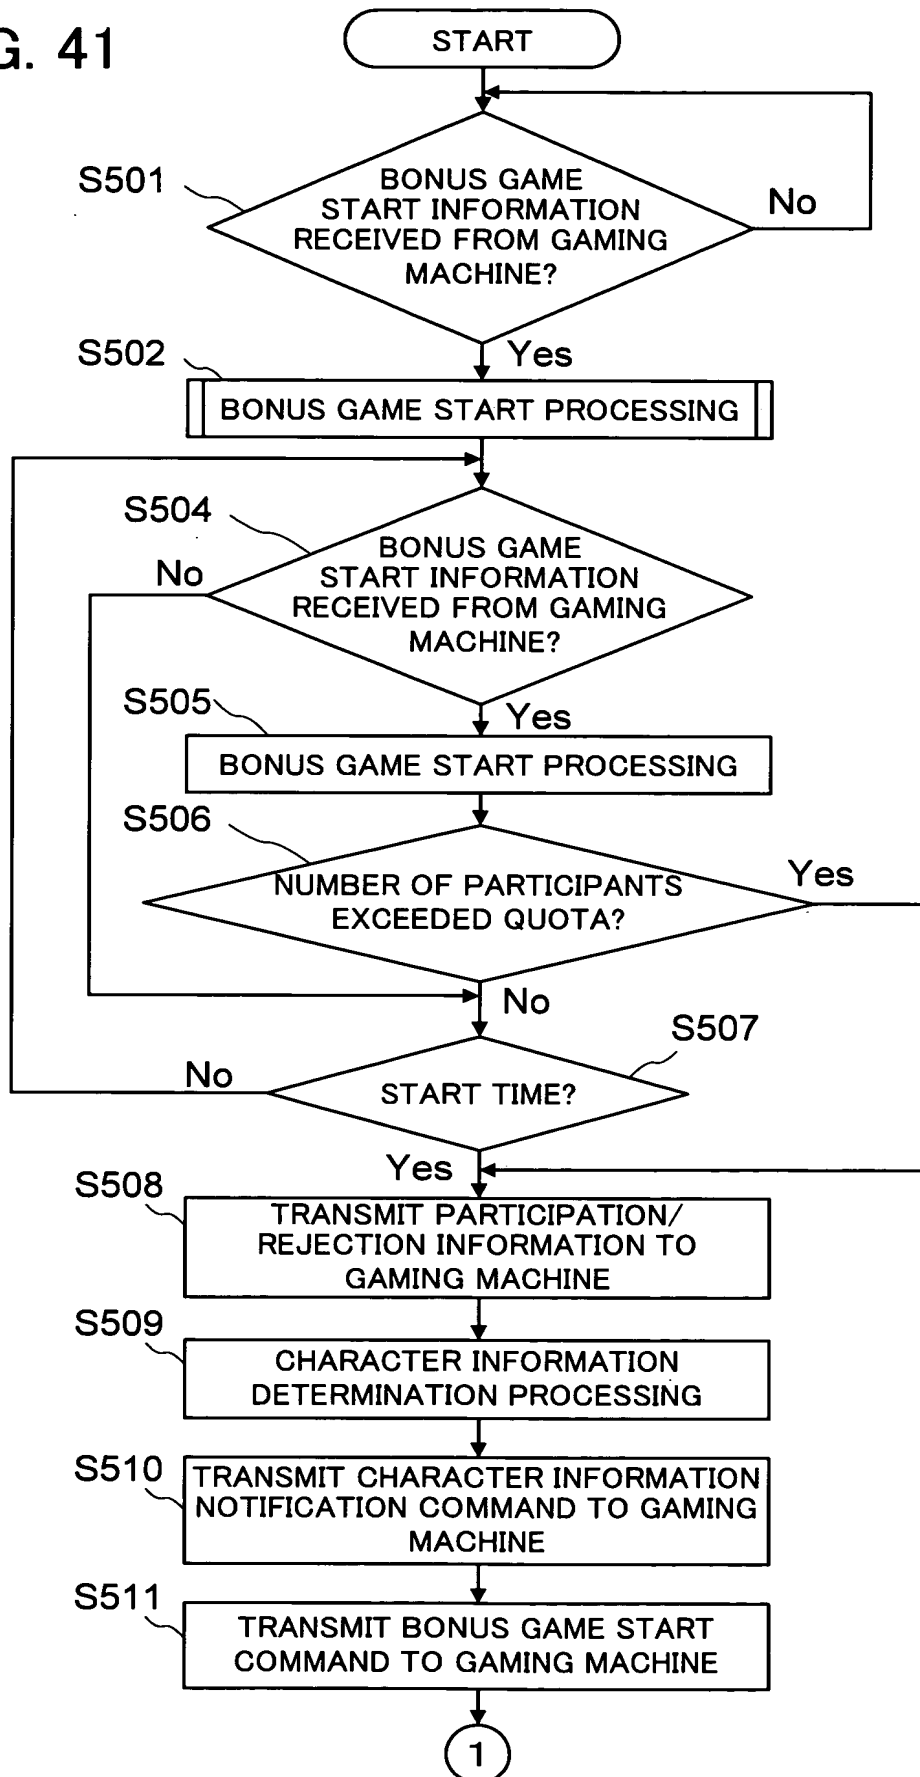 G. 41
START
S501
BONUS GAME
START INFORMATION
RECEIVED FROM GAMING
MACHINE?
No
Yes
S502
BONUS GAME START PROCESSING
S504
BONUS GAME
START INFORMATION
RECEIVED FROM GAMING
MACHINE?
No
Yes
S505
BONUS GAME START PROCESSING
S506
NUMBER OF PARTICIPANTS
EXCEEDED QUOTA?
Yes
No
S507
START TIME?
No
Yes
S508
TRANSMIT PARTICIPATION/
REJECTION INFORMATION TO
GAMING MACHINE
S509
CHARACTER INFORMATION
DETERMINATION PROCESSING
S510
TRANSMIT CHARACTER INFORMATION
NOTIFICATION COMMAND TO GAMING
MACHINE
S511
TRANSMIT BONUS GAME START
COMMAND TO GAMING MACHINE
1